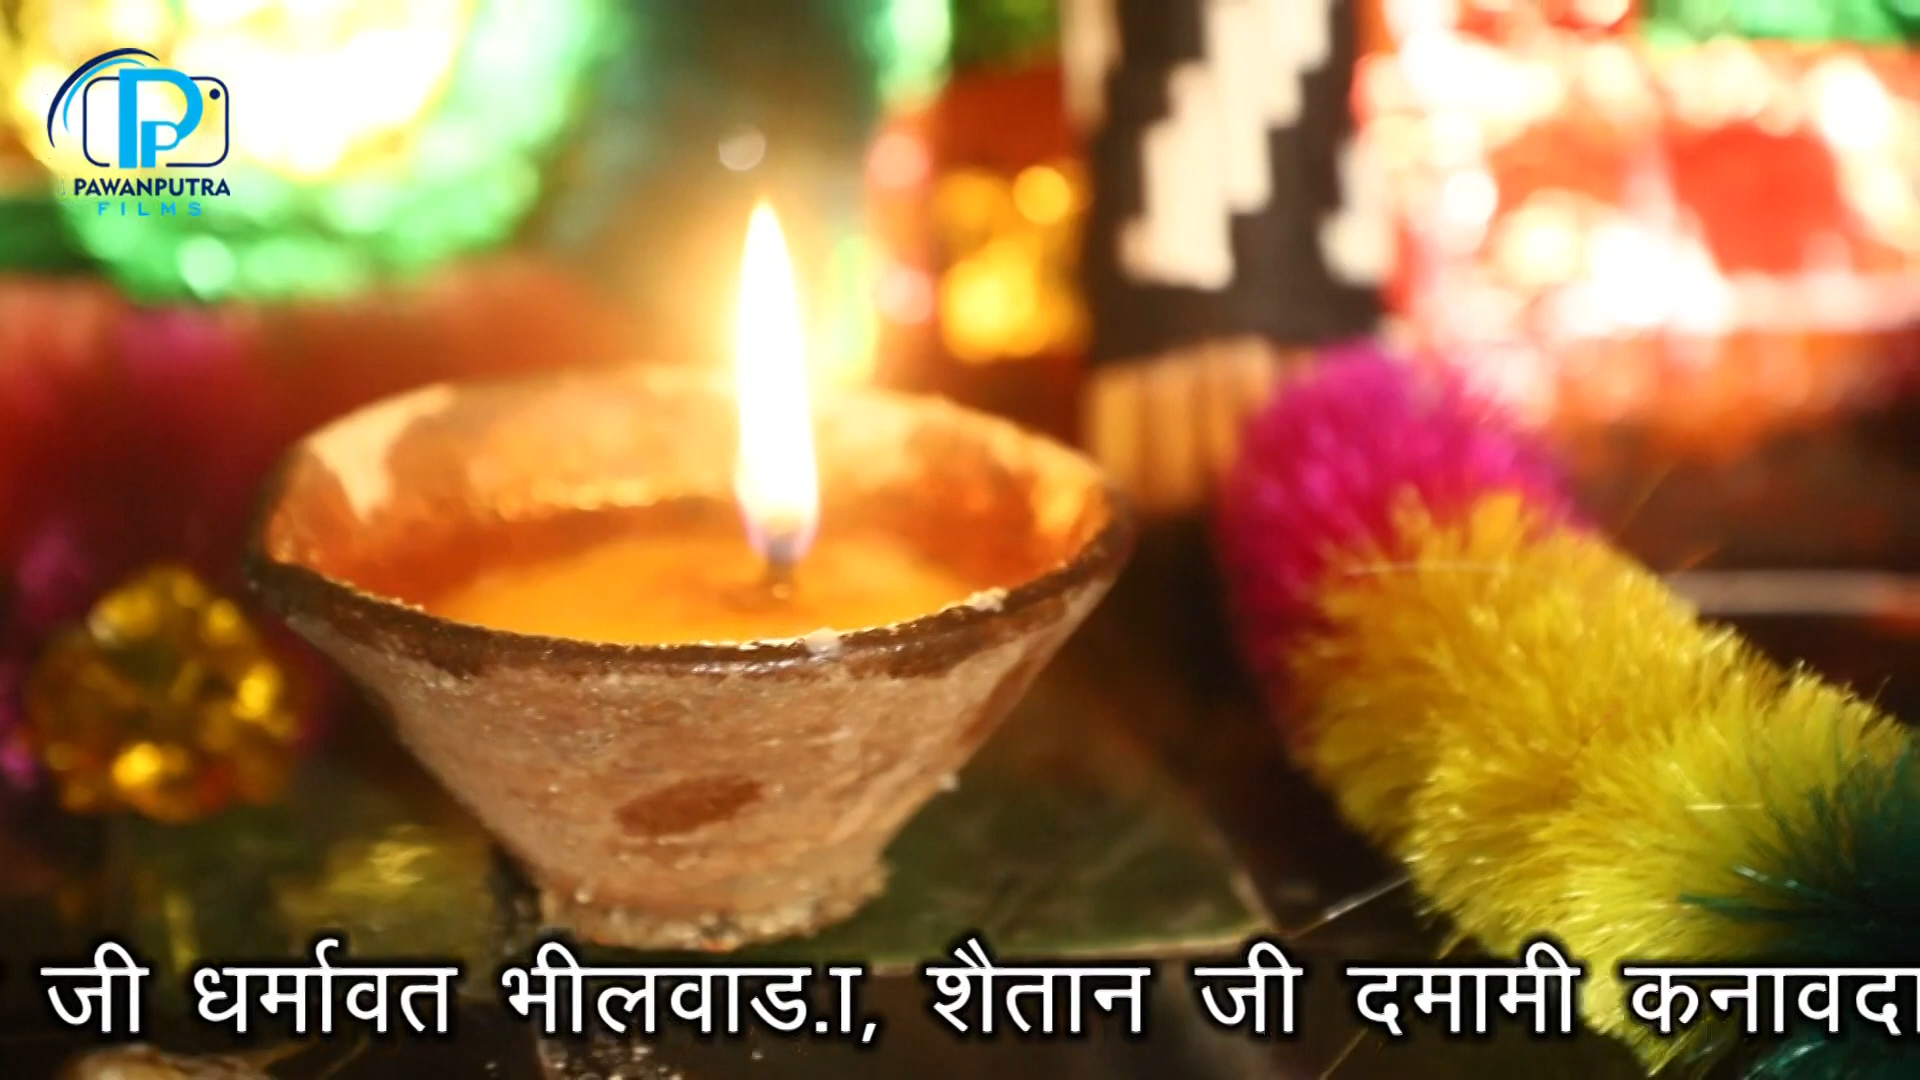 PAWANPUTRA
FILMS
जी धर्मावत भीलवाड.ा, शैतान जी दमामी कनावदा